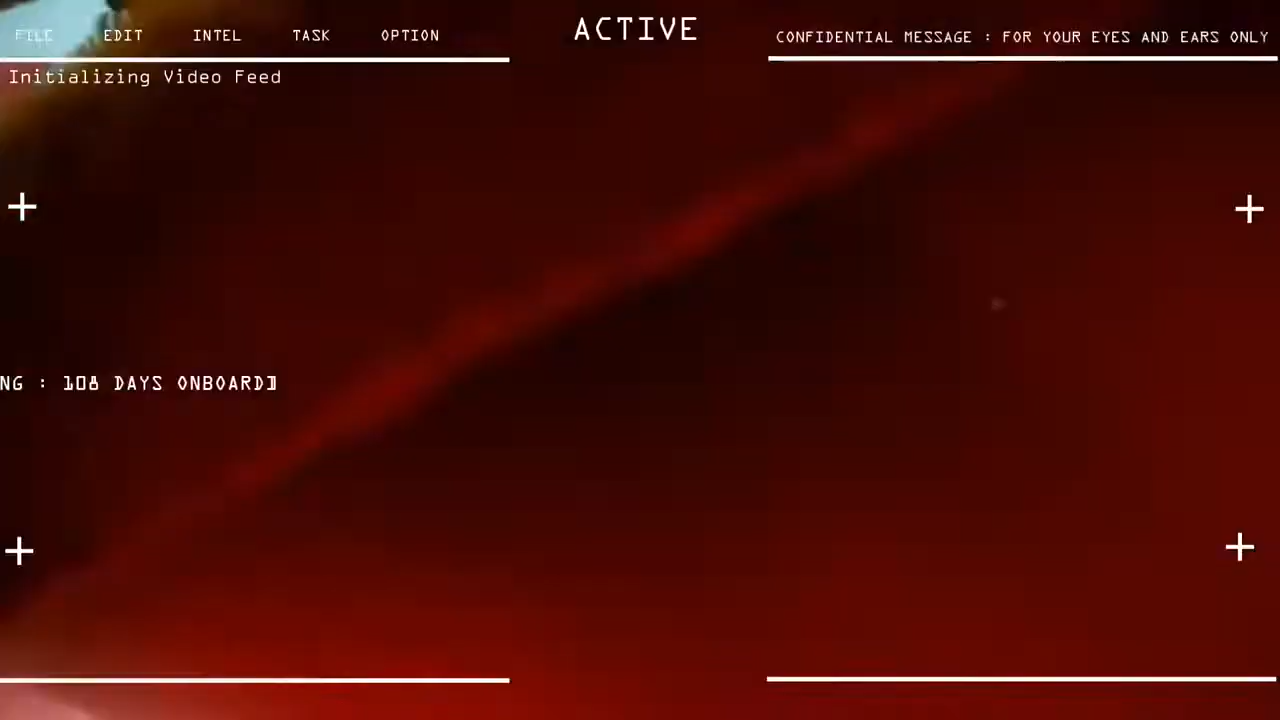 FILE EDIT INTEL TASK OPTION
ACTIVE
CONFIDENTIAL MESSAGE : FOR YOUR EYES AND EARS ONLY
Initializing Video Feed
NG : 108 DAYS ONBOARD]